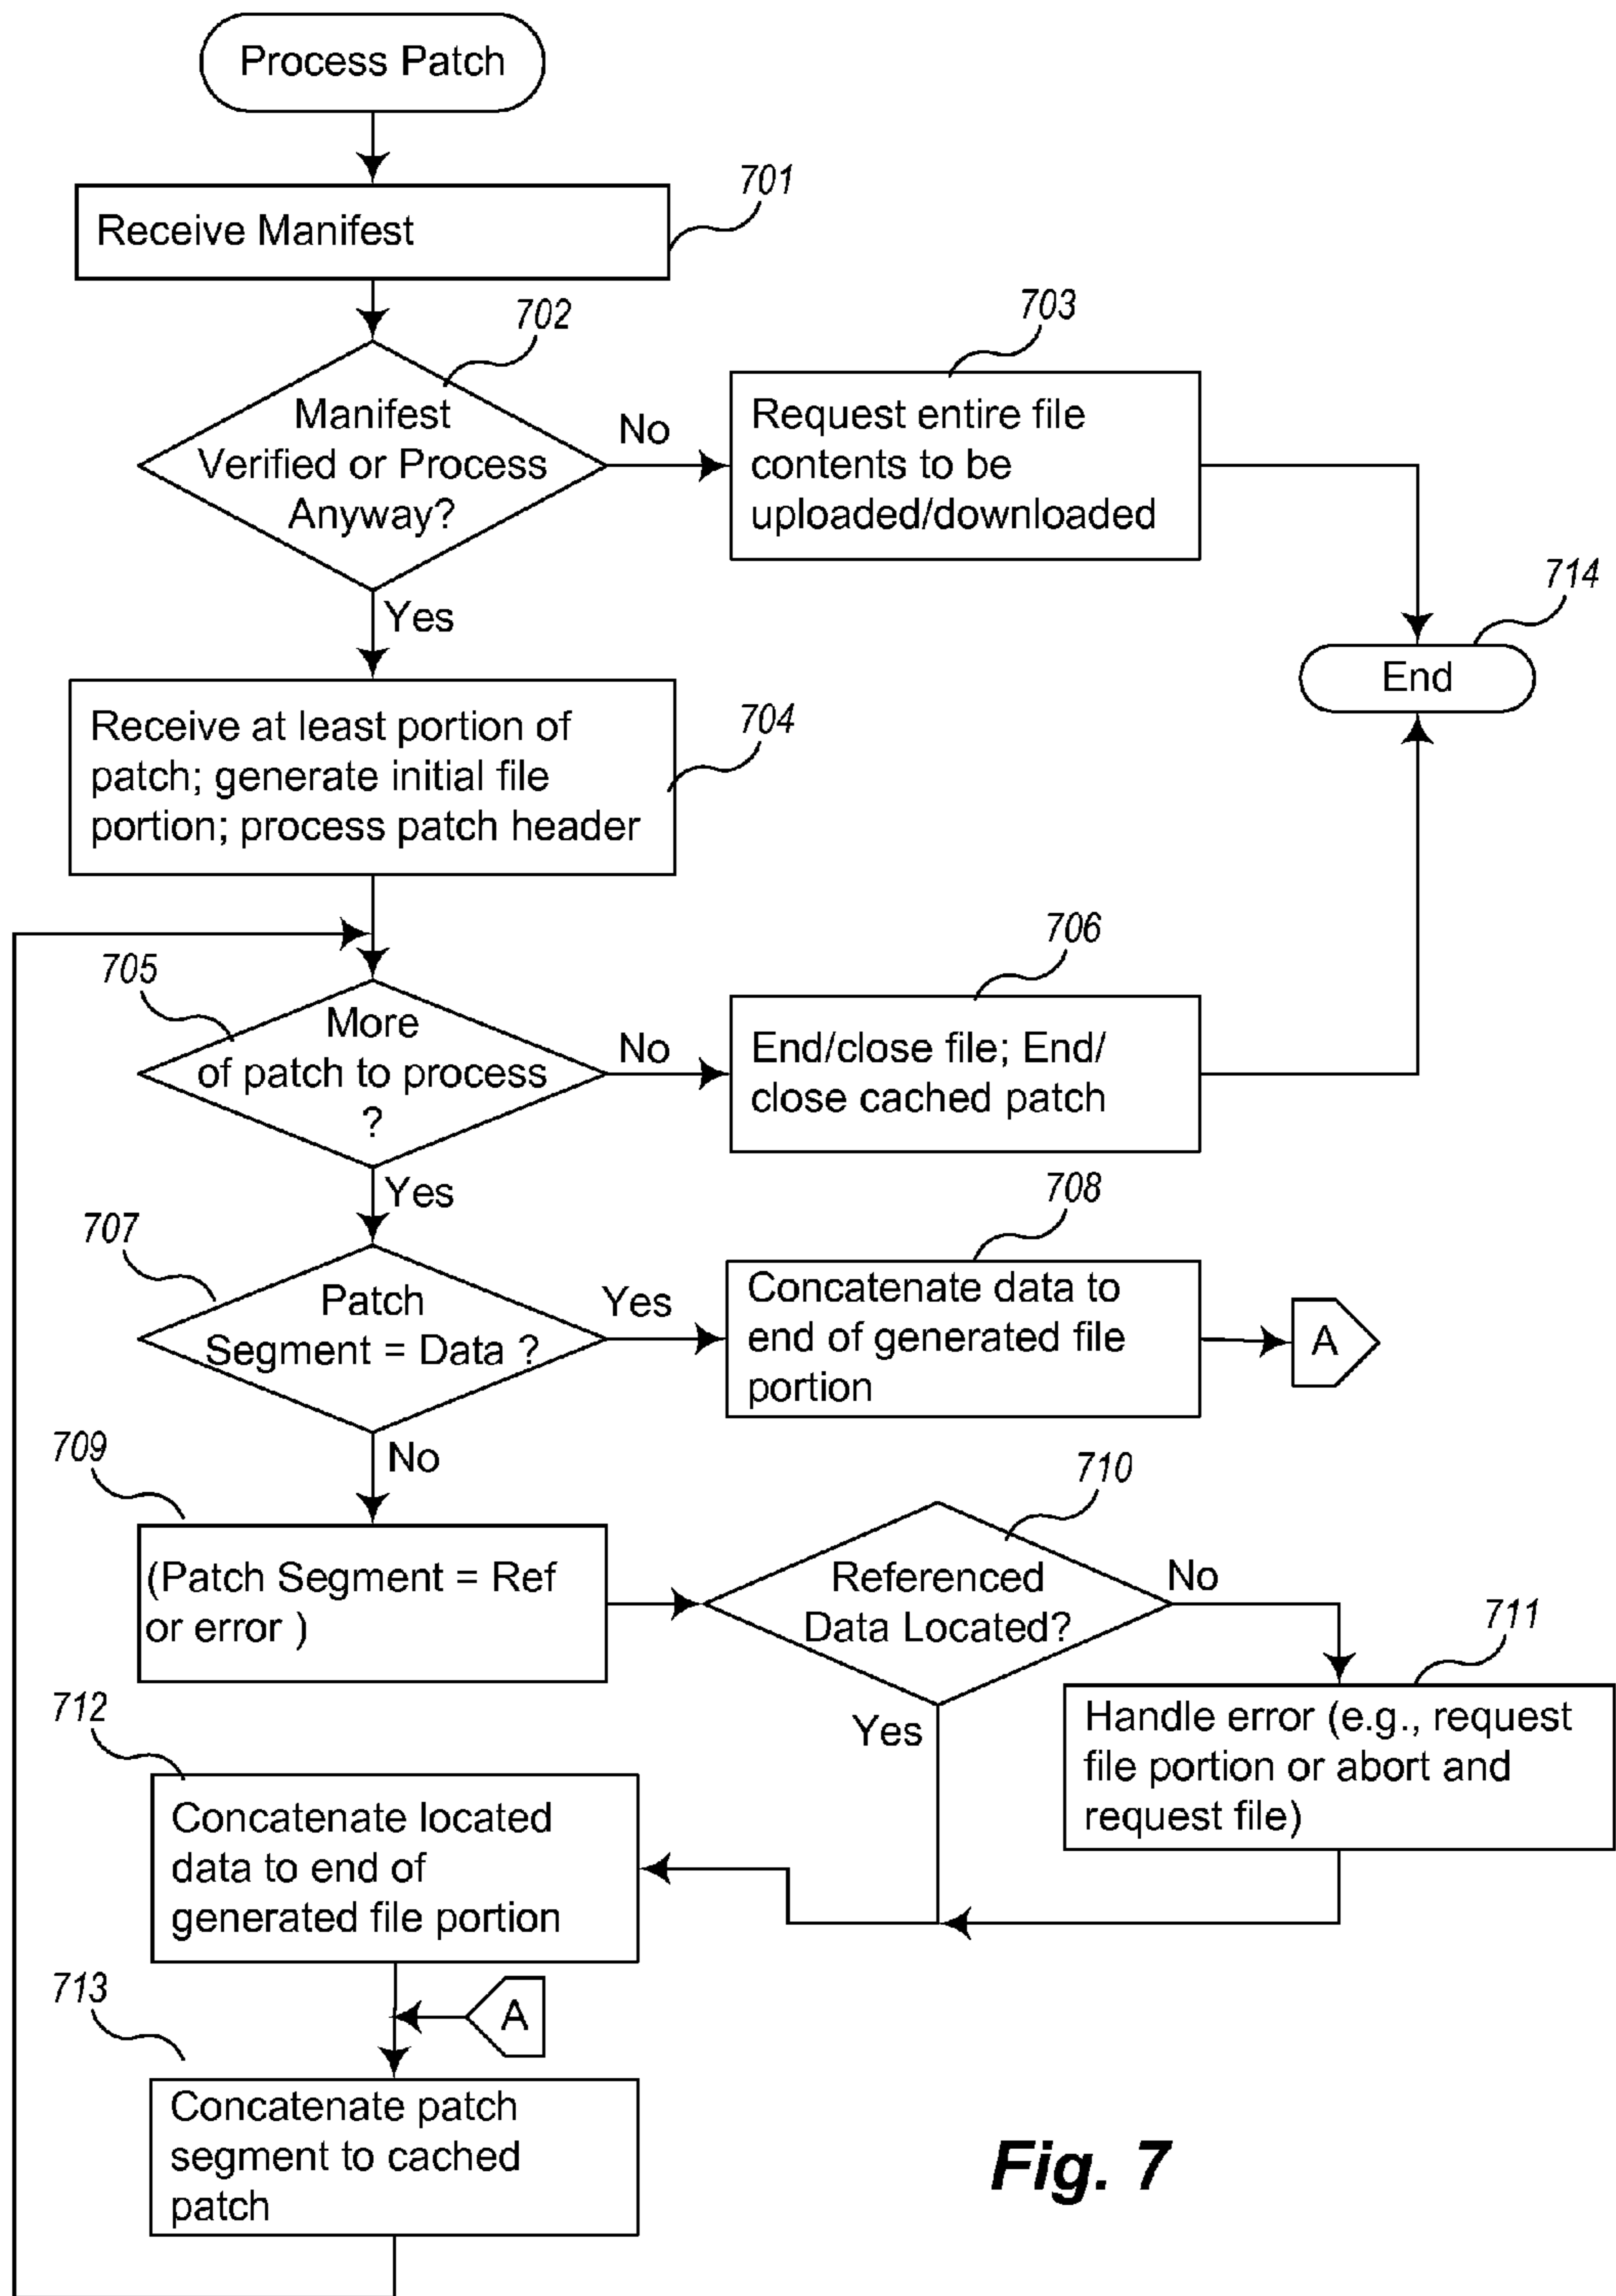 Process Patch
701
Receive Manifest
702
Manifest
Verified or Process
Anyway?
No
703
Request entire file
contents to be
uploaded/downloaded
714
End
Yes
704
Receive at least portion of
patch; generate initial file
portion; process patch header
705
More
of patch to process
?
No
706
End/close file; End/
close cached patch
Yes
707
Patch
Segment = Data ?
Yes
708
Concatenate data to
end of generated file
portion
A
No
709
(Patch Segment = Ref
or error )
710
Referenced
Data Located?
No
711
Handle error (e.g., request
file portion or abort and
request file)
Yes
712
Concatenate located
data to end of
generated file portion
A
713
Concatenate patch
segment to cached
patch
Fig. 7